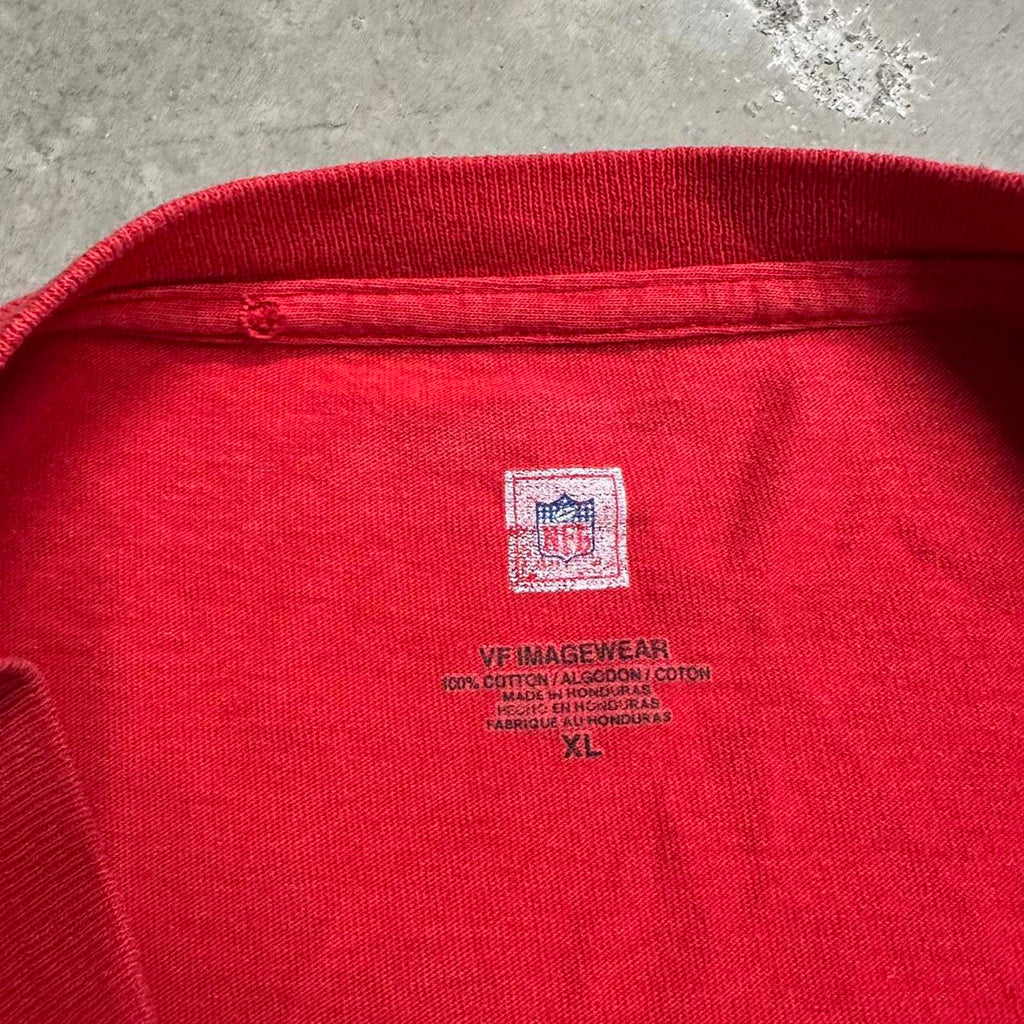 NFL
VF IMAGEWEAR
100% COTTON / ALGODON / COTON
MADE IN HONDURAS
HECHO EN HONDURAS
FABRIQUE AU HONDURAS
XL